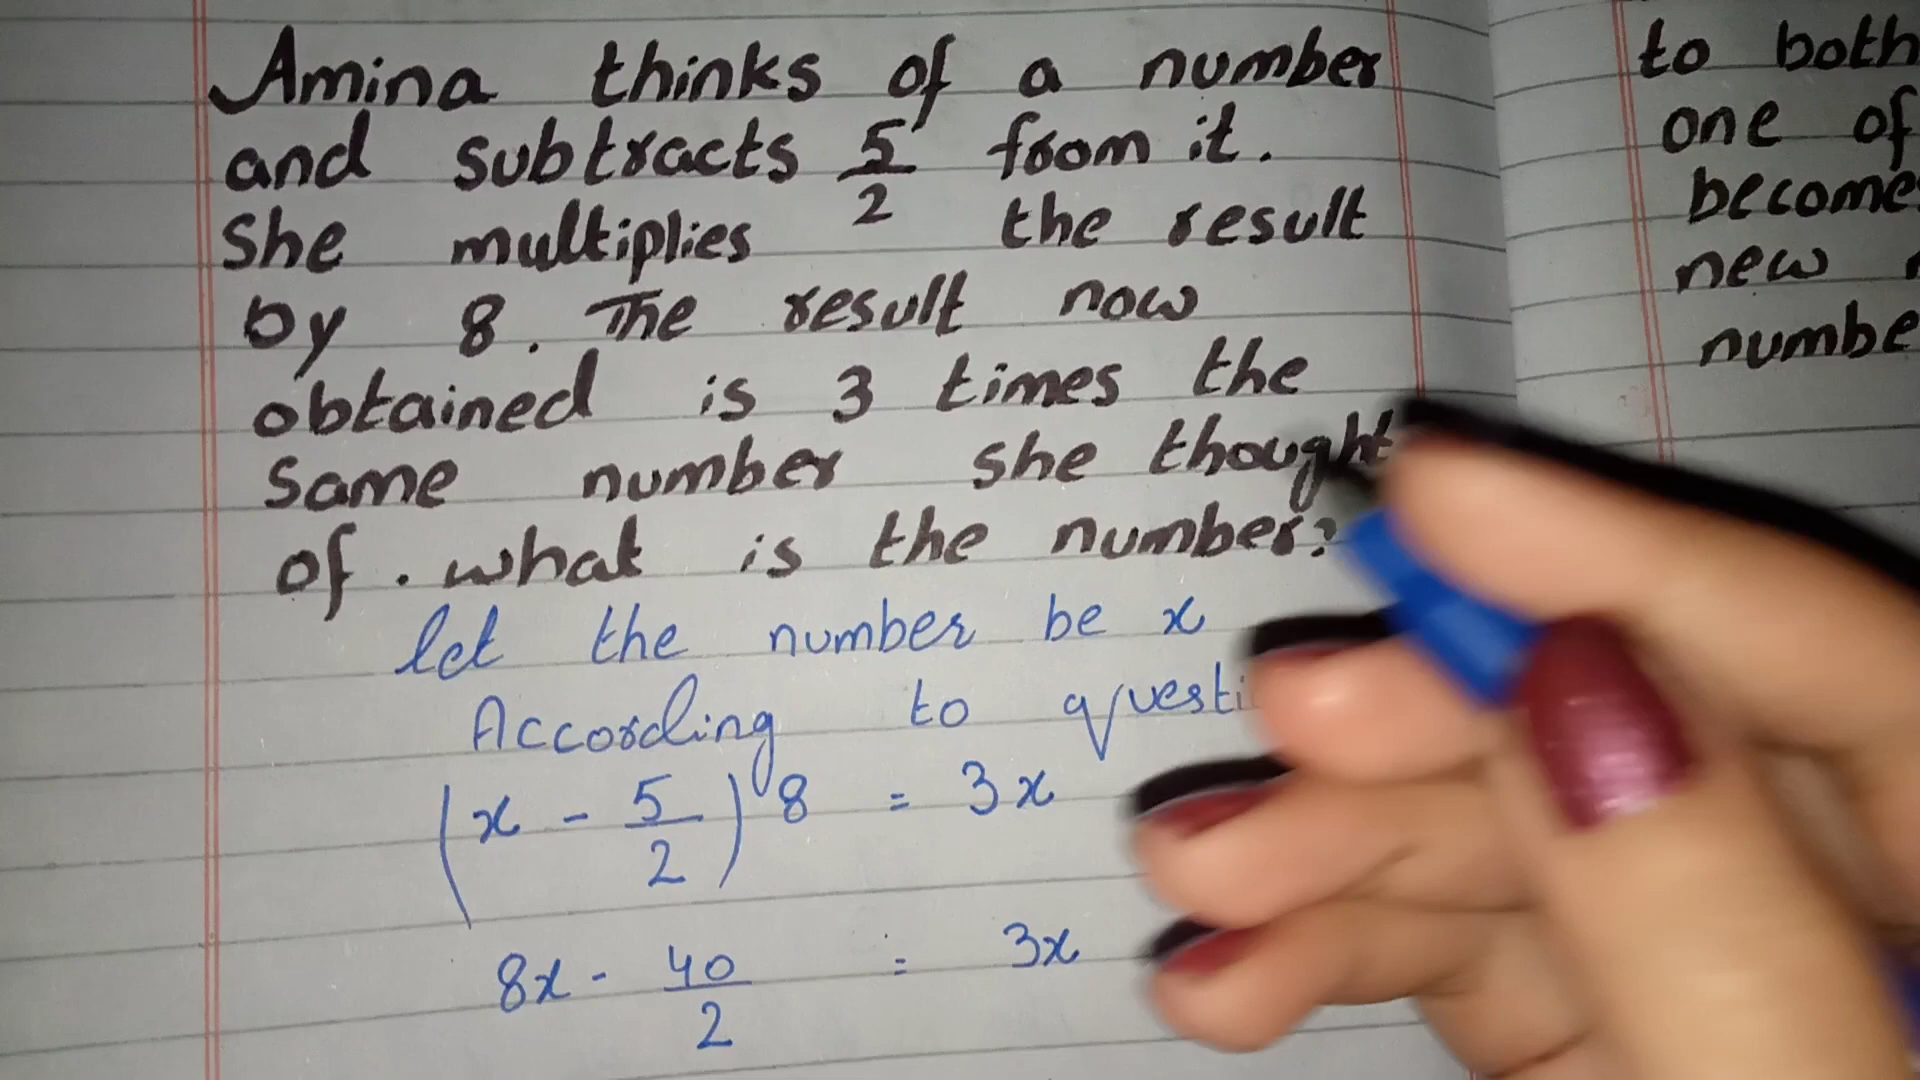 Amina thinks of a number
and subtracts 5/2 from it.
She multiplies the result
by 8. The result now
obtained is 3 times the
same number she thought
of. what is the number?
let the number be x
According to
(x - 5/2) 8 = 3x
8x - 40/2 = 3x
to both
one of
new